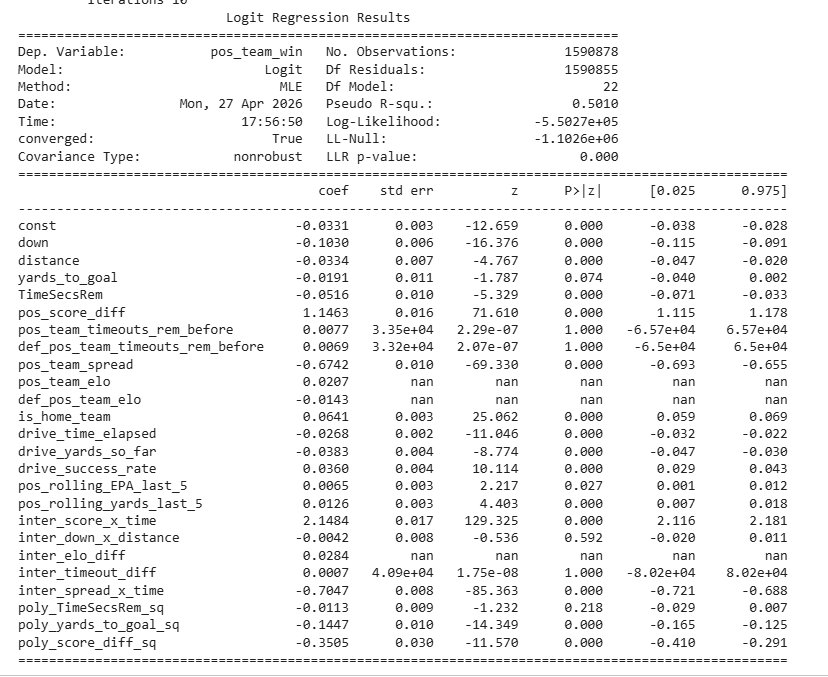 Iterations 10
Logit Regression Results
==============================================================================
Dep. Variable: pos_team_win No. Observations: 1590878
Model: Logit Df Residuals: 1590855
Method: MLE Df Model: 22
Date: Mon, 27 Apr 2026 Pseudo R-squ.: 0.5010
Time: 17:56:50 Log-Likelihood: -5.5027e+05
converged: True LL-Null: -1.1026e+06
Covariance Type: nonrobust LLR p-value: 0.000
==============================================================================
coef std err z P>|z| [0.025 0.975]
------------------------------------------------------------------------------
const -0.0331 0.003 -12.659 0.000 -0.038 -0.028
down -0.1030 0.006 -16.376 0.000 -0.115 -0.091
distance -0.0334 0.007 -4.767 0.000 -0.047 -0.020
yards_to_goal -0.0191 0.011 -1.787 0.074 -0.040 0.002
TimeSecsRem -0.0516 0.010 -5.329 0.000 -0.071 -0.033
pos_score_diff 1.1463 0.016 71.610 0.000 1.115 1.178
pos_team_timeouts_rem_before 0.0077 3.35e+04 2.29e-07 1.000 -6.57e+04 6.57e+04
def_pos_team_timeouts_rem_before 0.0069 3.32e+04 2.07e-07 1.000 -6.5e+04 6.5e+04
pos_team_spread -0.6742 0.010 -69.330 0.000 -0.693 -0.655
pos_team_elo 0.0207 nan nan nan nan nan
def_pos_team_elo -0.0143 nan nan nan nan nan
is_home_team 0.0641 0.003 25.062 0.000 0.059 0.069
drive_time_elapsed -0.0268 0.002 -11.046 0.000 -0.032 -0.022
drive_yards_so_far -0.0383 0.004 -8.774 0.000 -0.047 -0.030
drive_success_rate 0.0360 0.004 10.114 0.000 0.029 0.043
pos_rolling_EPA_last_5 0.0065 0.003 2.217 0.027 0.001 0.012
pos_rolling_yards_last_5 0.0126 0.003 4.403 0.000 0.007 0.018
inter_score_x_time 2.1484 0.017 129.325 0.000 2.116 2.181
inter_down_x_distance -0.0042 0.008 -0.536 0.592 -0.020 0.011
inter_elo_diff 0.0284 nan nan nan nan nan
inter_timeout_diff 0.0007 4.09e+04 1.75e-08 1.000 -8.02e+04 8.02e+04
inter_spread_x_time -0.7047 0.008 -85.363 0.000 -0.721 -0.688
poly_TimeSecsRem_sq -0.0113 0.009 -1.232 0.218 -0.029 0.007
poly_yards_to_goal_sq -0.1447 0.010 -14.349 0.000 -0.165 -0.125
poly_score_diff_sq -0.3505 0.030 -11.570 0.000 -0.410 -0.291
==============================================================================